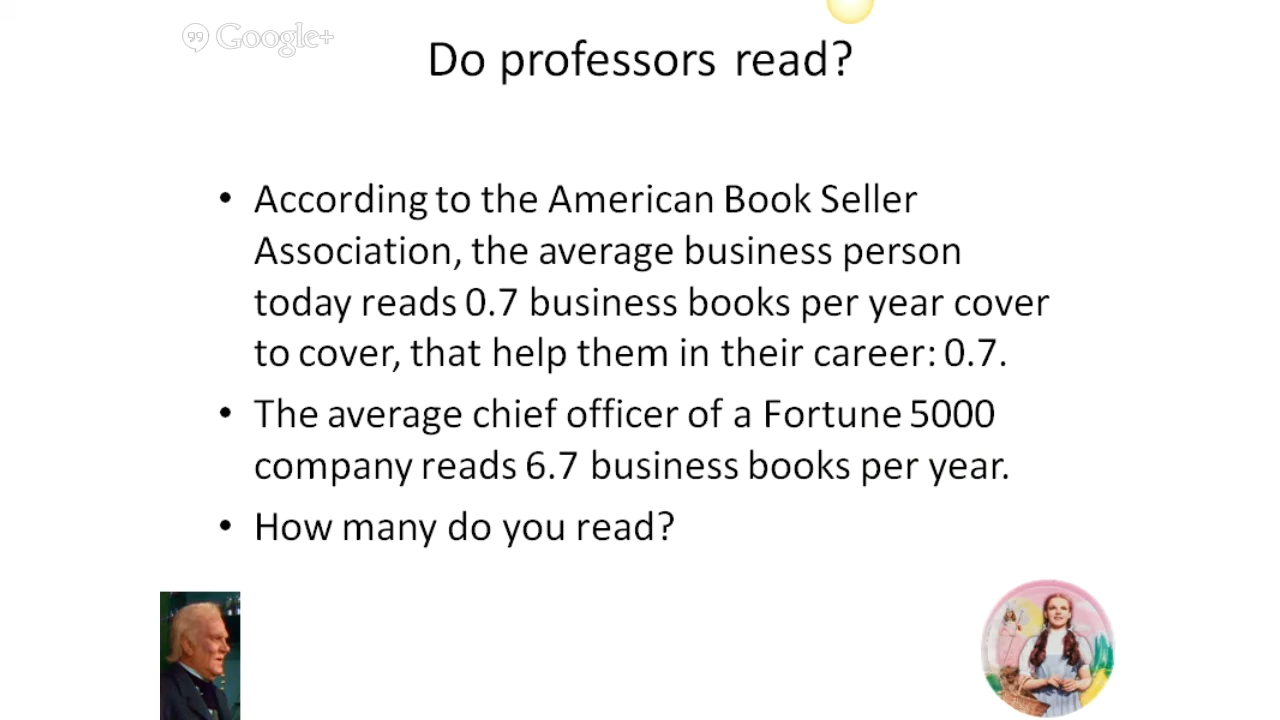 Google+
Do professors read?
• According to the American Book Seller
Association, the average business person
today reads 0.7 business books per year cover
to cover, that help them in their career: 0.7.
• The average chief officer of a Fortune 5000
company reads 6.7 business books per year.
• How many do you read?